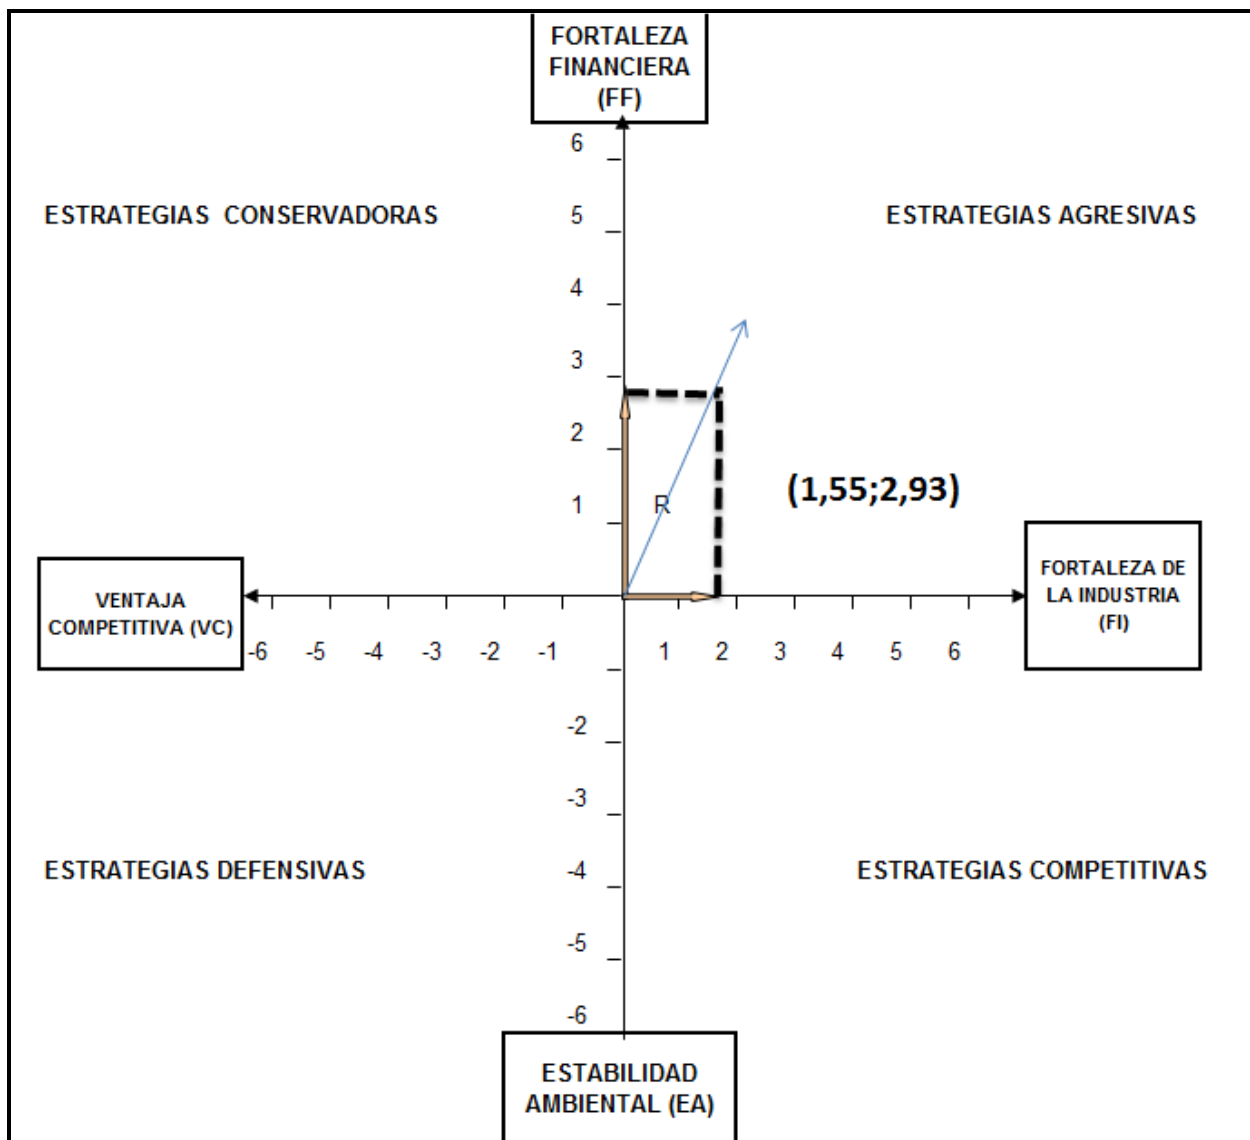 FORTALEZA
FINANCIERA
(FF)
6
ESTRATEGIAS CONSERVADORAS
5
ESTRATEGIAS AGRESIVAS
4
3
2
1
R
(1,55;2,93)
VENTAJA
COMPETITIVA (VC)
FORTALEZA DE
LA INDUSTRIA
(FI)
-6 -5 -4 -3 -2 -1 1 2 3 4 5 6
-2
-3
ESTRATEGIAS DEFENSIVAS
-4
ESTRATEGIAS COMPETITIVAS
-5
-6
ESTABILIDAD
AMBIENTAL (EA)